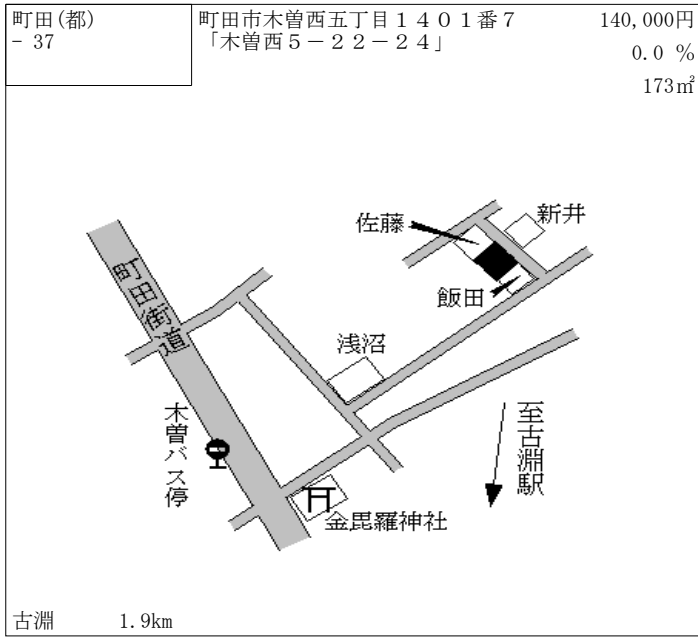 町田(都)
- 37
町田市木曽西五丁目１４０１番７
「木曽西５－２２－２４」
140,000円
0.0 %
173㎡
佐藤
新井
飯田
町田街道
浅沼
木曽バス停
至古淵駅
金毘羅神社
古淵 1.9km